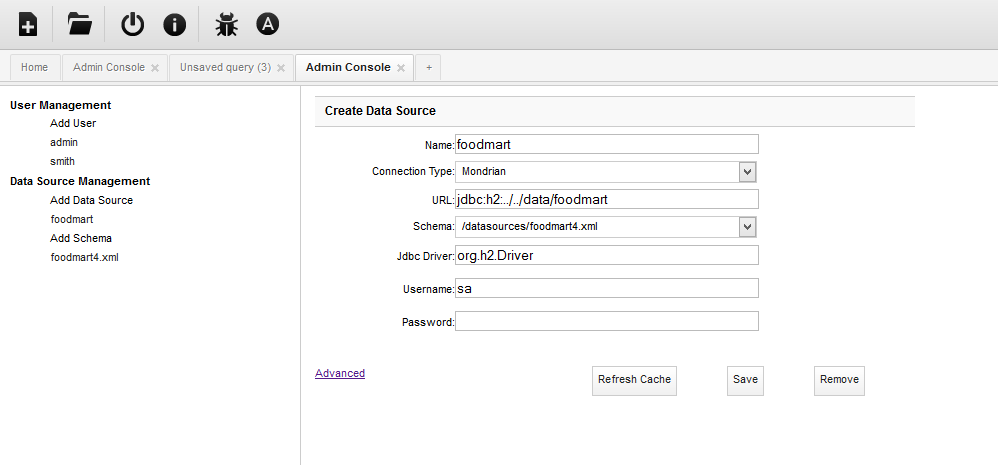 A
Home
Admin Console
Unsaved query (3)
Admin Console
+
User Management
Add User
admin
smith
Data Source Management
Add Data Source
foodmart
Add Schema
foodmart4.xml
Create Data Source
Name: foodmart
Connection Type: Mondrian
URL: jdbc:h2:../../data/foodmart
Schema: /datasources/foodmart4.xml
Jdbc Driver: org.h2.Driver
Username: sa
Password:
Advanced
Refresh Cache
Save
Remove